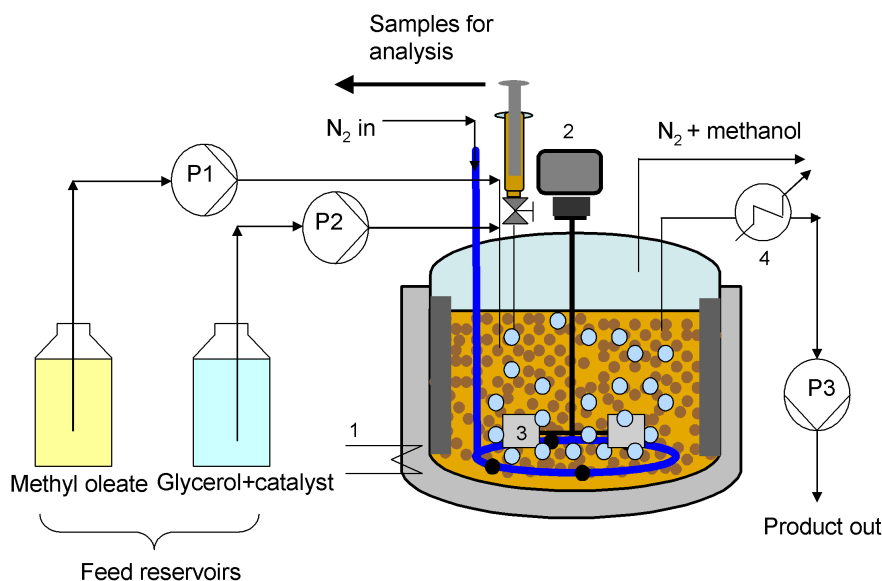 Samples for
analysis
N₂ in
2
N₂ + methanol
P1
P2
4
P3
1
3
Methyl oleate
Glycerol+catalyst
Product out
Feed reservoirs